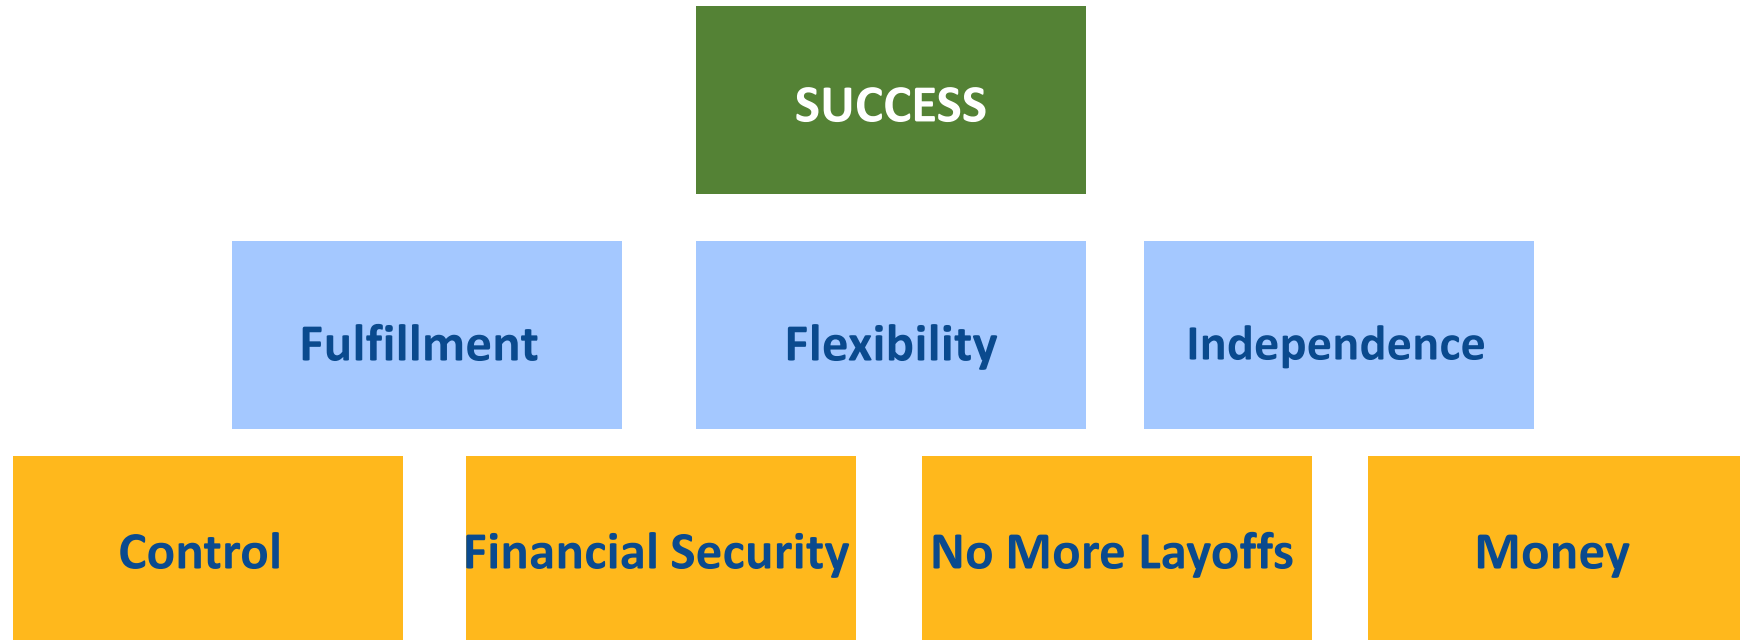 SUCCESS
Fulfillment
Flexibility
Independence
Control
Financial Security
No More Layoffs
Money